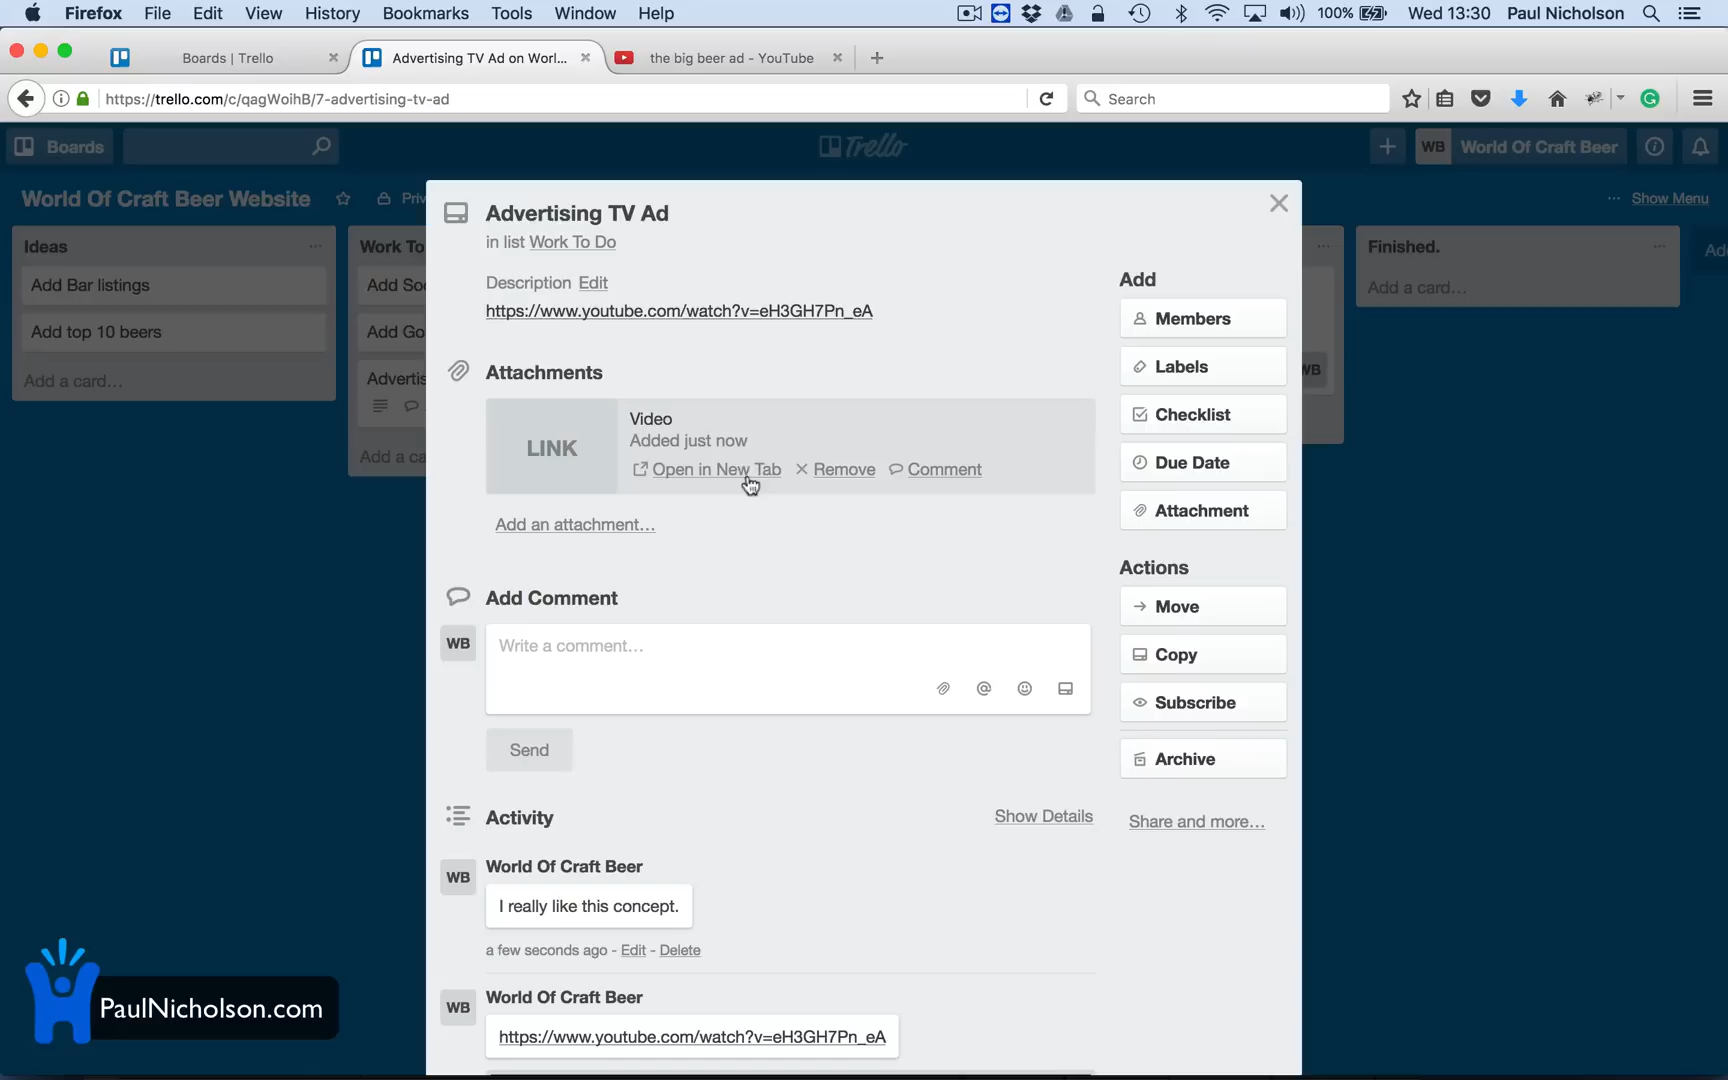 Firefox File Edit View History Bookmarks Tools Window Help 100% Wed 13:30 Paul Nicholson
Boards | Trello
Advertising TV Ad on Worl...
the big beer ad - YouTube
https://trello.com/c/qagWoihB/7-advertising-tv-ad
Search
Boards
Trello
WB World Of Craft Beer
World Of Craft Beer Website
Priv
Show Menu
Ideas
Add Bar listings
Add top 10 beers
Add a card…
Work To
Add Soc
Add Go
Advertis
Add a ca
Advertising TV Ad
in list Work To Do
Description Edit
https://www.youtube.com/watch?v=eH3GH7Pn_eA
Attachments
LINK
Video
Added just now
Open in New Tab Remove Comment
Add an attachment…
Add Comment
WB
Write a comment…
Send
Activity
Show Details
WB
World Of Craft Beer
I really like this concept.
a few seconds ago - Edit - Delete
WB
World Of Craft Beer
https://www.youtube.com/watch?v=eH3GH7Pn_eA
Add
Members
Labels
Checklist
Due Date
Attachment
Actions
Move
Copy
Subscribe
Archive
Share and more…
WB
Finished.
Add a card…
Add
PaulNicholson.com